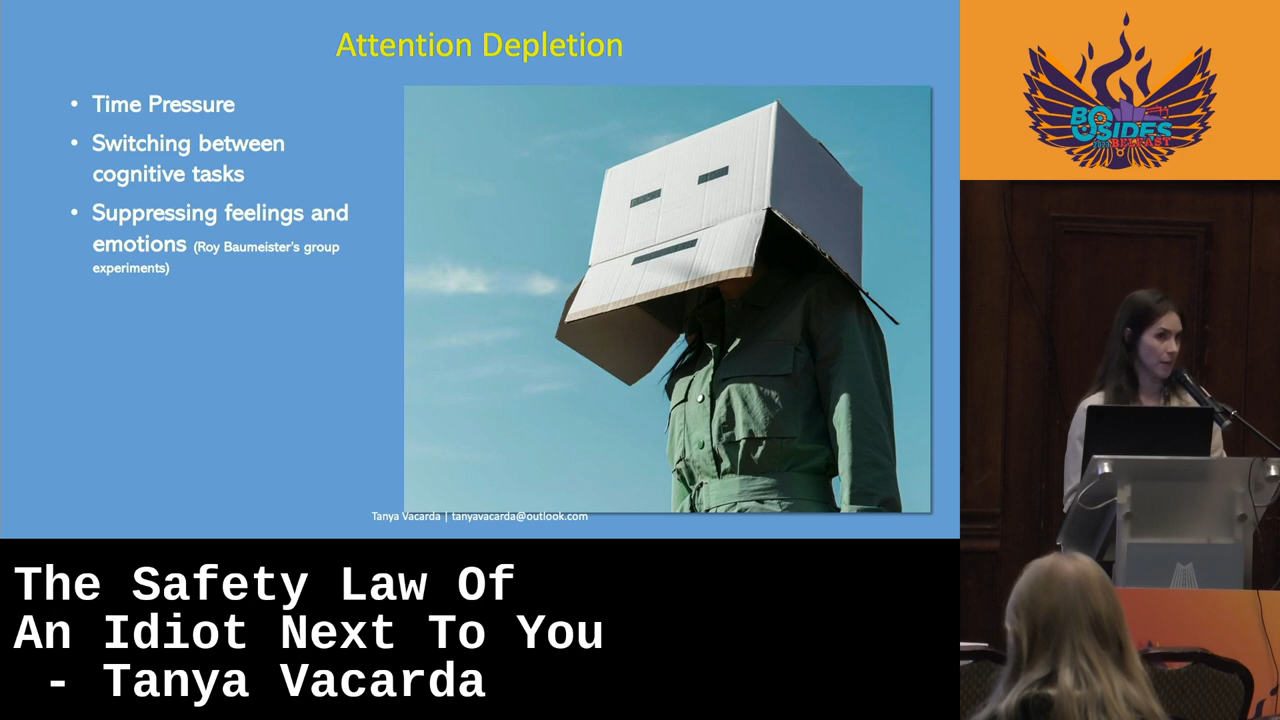 Attention Depletion
• Time Pressure
• Switching between
cognitive tasks
• Suppressing feelings and
emotions (Roy Baumeister's group
experiments)
Tanya Vacarda | tanyavacarda@outlook.com
BSIDES
BELFAST
The Safety Law Of
An Idiot Next To You
- Tanya Vacarda